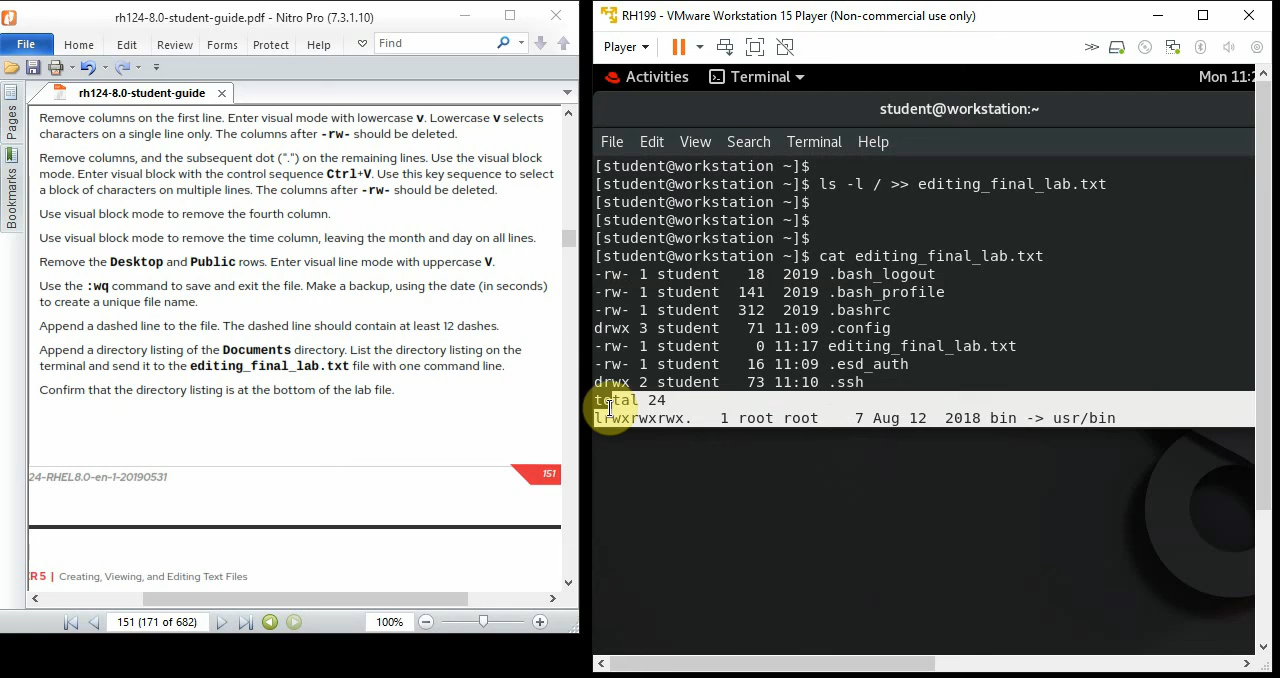 rh124-8.0-student-guide.pdf - Nitro Pro (7.3.1.10)
File Home Edit Review Forms Protect Help Find
rh124-8.0-student-guide
Pages
Bookmarks
Remove columns on the first line. Enter visual mode with lowercase v. Lowercase v selects
characters on a single line only. The columns after -rw- should be deleted.
Remove columns, and the subsequent dot (".") on the remaining lines. Use the visual block
mode. Enter visual block with the control sequence Ctrl+V. Use this key sequence to select
a block of characters on multiple lines. The columns after -rw- should be deleted.
Use visual block mode to remove the fourth column.
Use visual block mode to remove the time column, leaving the month and day on all lines.
Remove the Desktop and Public rows. Enter visual line mode with uppercase V.
Use the :wq command to save and exit the file. Make a backup, using the date (in seconds)
to create a unique file name.
Append a dashed line to the file. The dashed line should contain at least 12 dashes.
Append a directory listing of the Documents directory. List the directory listing on the
terminal and send it to the editing_final_lab.txt file with one command line.
Confirm that the directory listing is at the bottom of the lab file.
24-RHEL8.0-en-1-20190531
151
R 5 | Creating, Viewing, and Editing Text Files
151 (171 of 682)
100%
RH199 - VMware Workstation 15 Player (Non-commercial use only)
Player
Activities Terminal Mon 11:2
student@workstation:~
File Edit View Search Terminal Help
[student@workstation ~]$
[student@workstation ~]$ ls -l / >> editing_final_lab.txt
[student@workstation ~]$
[student@workstation ~]$
[student@workstation ~]$
[student@workstation ~]$ cat editing_final_lab.txt
-rw- 1 student 18 2019 .bash_logout
-rw- 1 student 141 2019 .bash_profile
-rw- 1 student 312 2019 .bashrc
drwx 3 student 71 11:09 .config
-rw- 1 student 0 11:17 editing_final_lab.txt
-rw- 1 student 16 11:09 .esd_auth
drwx 2 student 73 11:10 .ssh
total 24
lrwxrwxrwx. 1 root root 7 Aug 12 2018 bin -> usr/bin